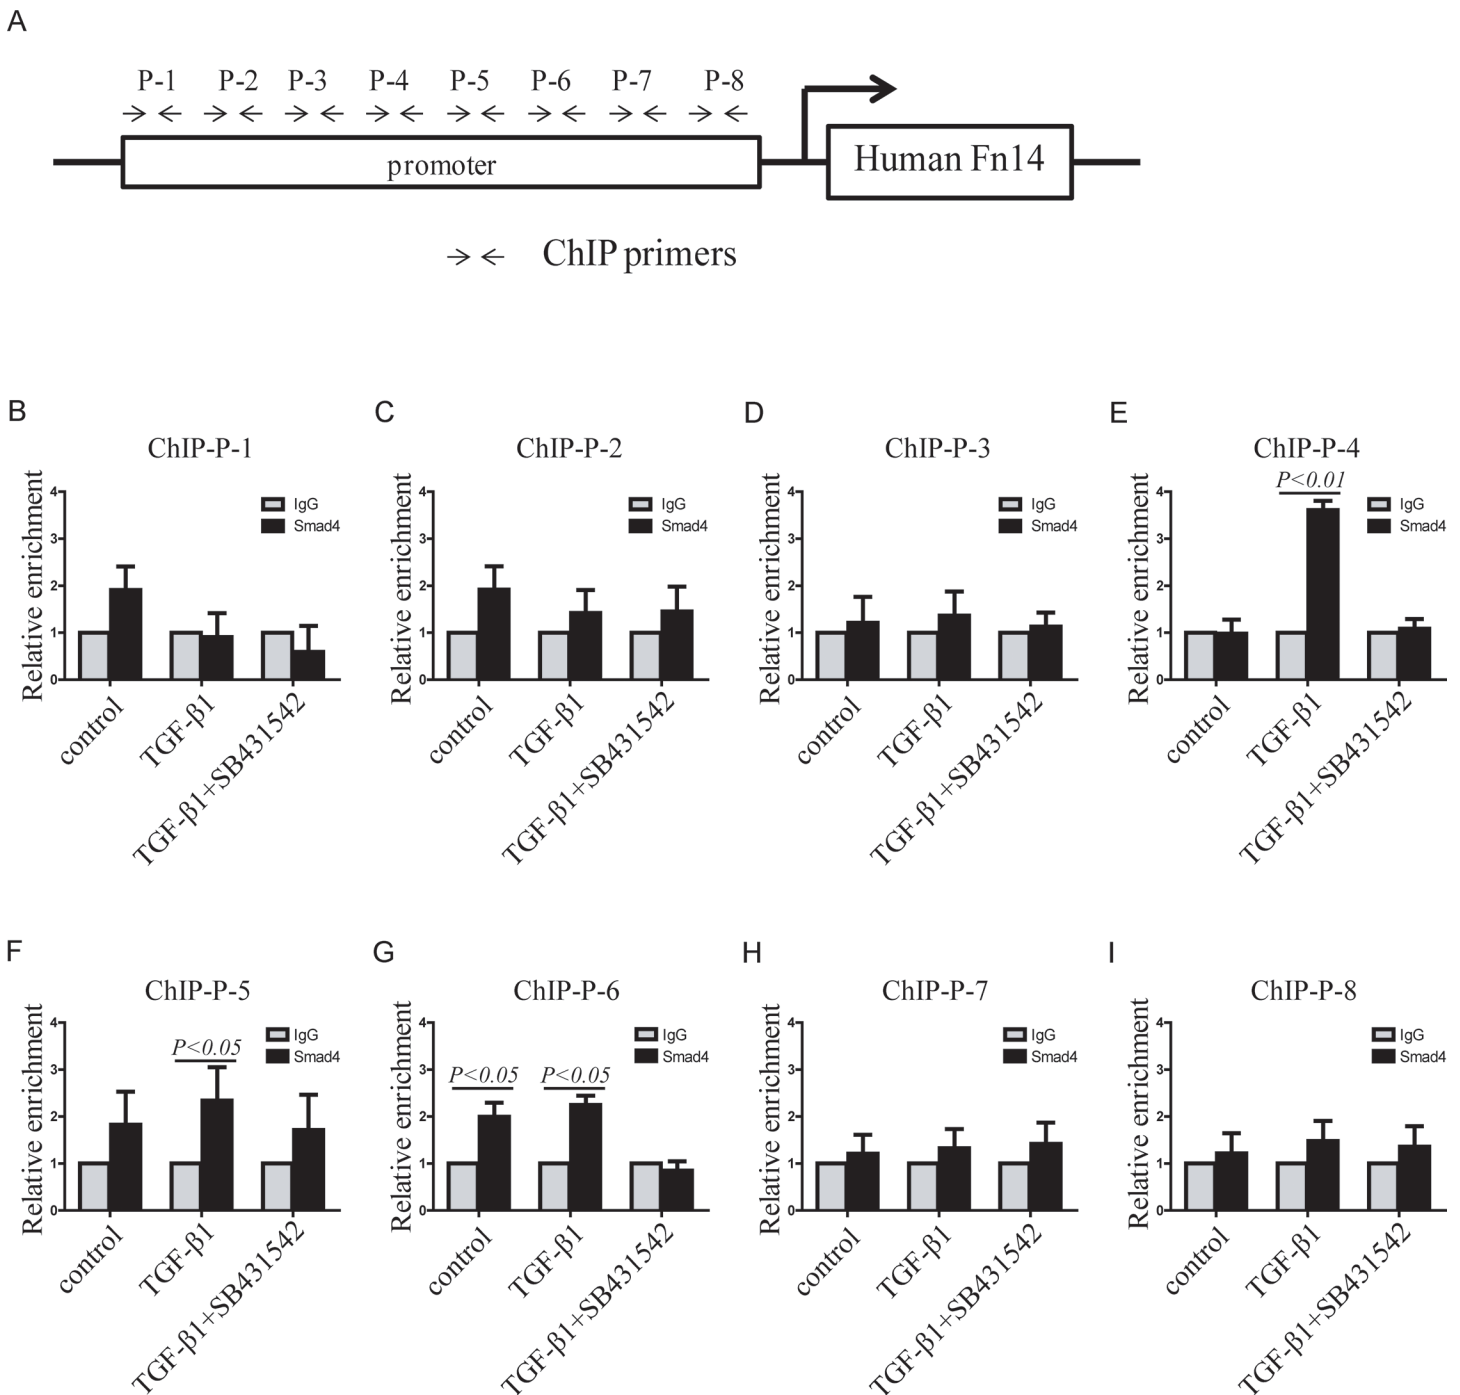 A
P-1 P-2 P-3 P-4 P-5 P-6 P-7 P-8
promoter
Human Fn14
ChIP primers
B
ChIP-P-1
Relative enrichment
4
3
2
1
0
IgG
Smad4
control
TGF-β1
TGF-β1+SB431542
C
ChIP-P-2
Relative enrichment
4
3
2
1
0
IgG
Smad4
control
TGF-β1
TGF-β1+SB431542
D
ChIP-P-3
Relative enrichment
4
3
2
1
0
IgG
Smad4
control
TGF-β1
TGF-β1+SB431542
E
ChIP-P-4
Relative enrichment
4
3
2
1
0
P<0.01
IgG
Smad4
control
TGF-β1
TGF-β1+SB431542
F
ChIP-P-5
Relative enrichment
4
3
2
1
0
P<0.05
IgG
Smad4
control
TGF-β1
TGF-β1+SB431542
G
ChIP-P-6
Relative enrichment
4
3
2
1
0
P<0.05 P<0.05
IgG
Smad4
control
TGF-β1
TGF-β1+SB431542
H
ChIP-P-7
Relative enrichment
4
3
2
1
0
IgG
Smad4
control
TGF-β1
TGF-β1+SB431542
I
ChIP-P-8
Relative enrichment
4
3
2
1
0
IgG
Smad4
control
TGF-β1
TGF-β1+SB431542